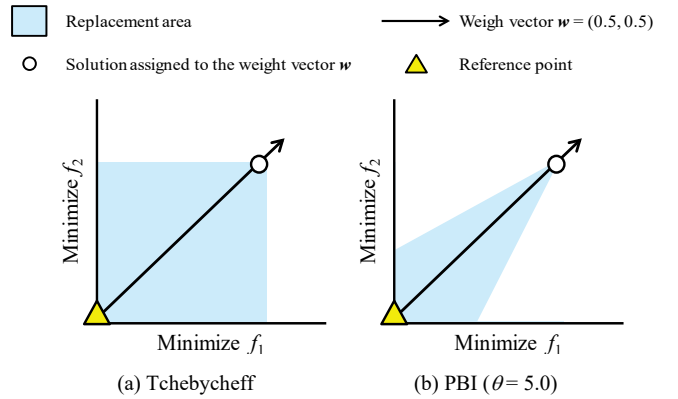 Replacement area
Weigh vector w = (0.5, 0.5)
Solution assigned to the weight vector w
Reference point
Minimize f2
Minimize f1
(a) Tchebycheff
Minimize f2
Minimize f1
(b) PBI (θ = 5.0)